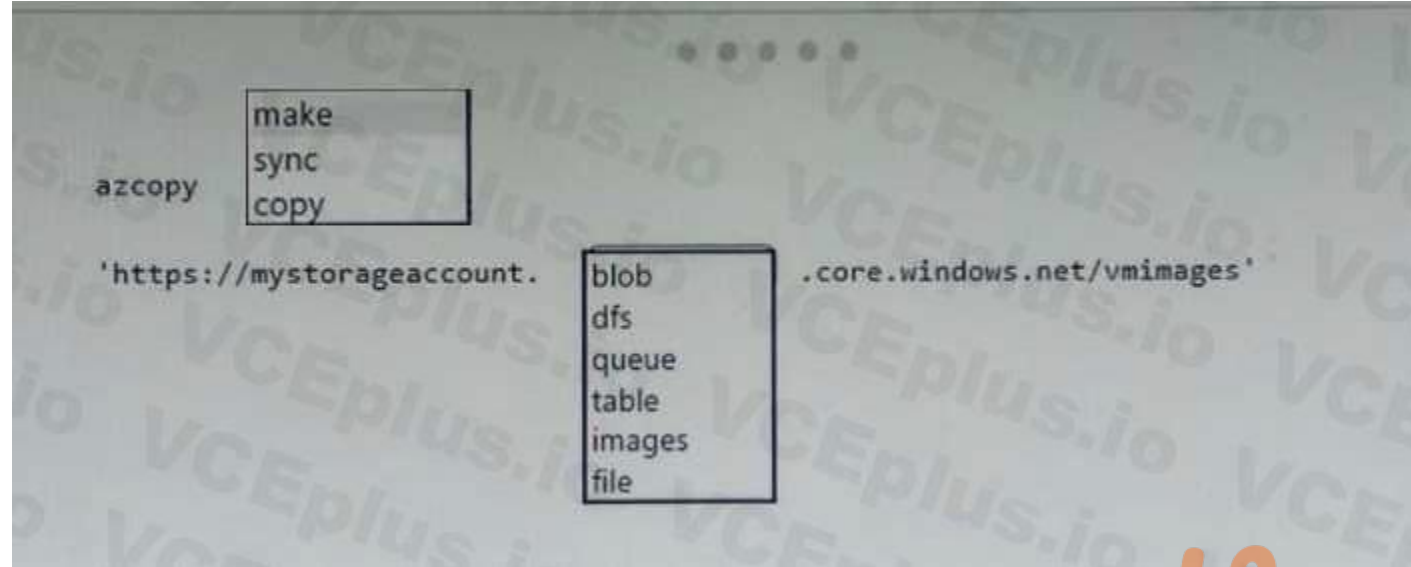 make
sync
azcopy
copy
'https://mystorageaccount.
blob
.core.windows.net/vmimages'
dfs
queue
table
images
file
VCEplus.io